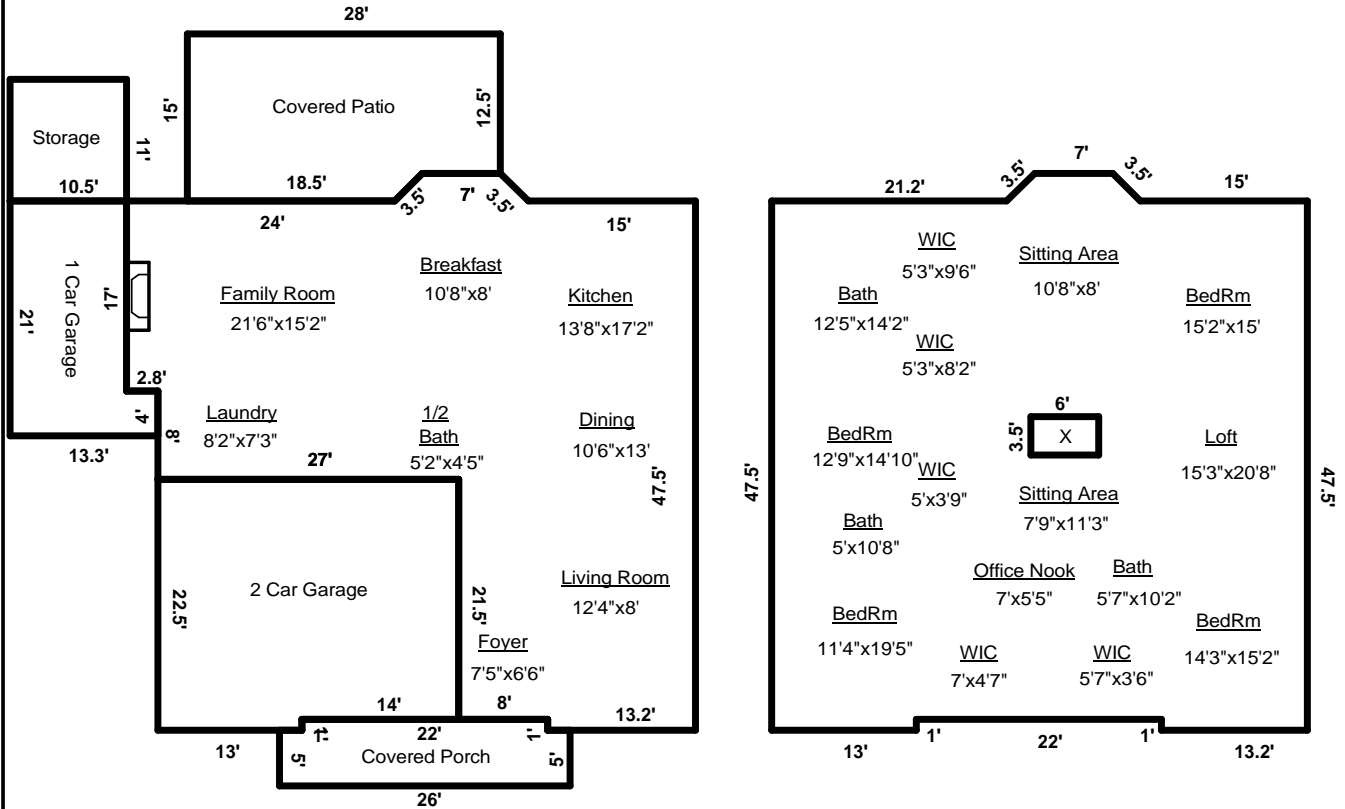 28'
15'
Covered Patio
12.5'
Storage
11'
10.5'
18.5'
3.5'
7'
3.5'
24'
15'
1 Car Garage
21'
17'
Family Room
21'6"x15'2"
Breakfast
10'8"x8'
Kitchen
13'8"x17'2"
2.8'
4'
8'
13.3'
Laundry
8'2"x7'3"
1/2
Bath
5'2"x4'5"
Dining
10'6"x13'
27'
47.5'
2 Car Garage
22.5'
21.5'
Living Room
12'4"x8'
Foyer
7'5"x6'6"
14'
8'
13.2'
13'
1'
22'
1'
5'
Covered Porch
5'
26'
21.2'
3.5'
7'
3.5'
15'
WIC
5'3"x9'6"
Sitting Area
10'8"x8'
Bath
12'5"x14'2"
BedRm
15'2"x15'
WIC
5'3"x8'2"
6'
3.5'
X
BedRm
12'9"x14'10"
Loft
15'3"x20'8"
WIC
5'x3'9"
47.5'
47.5'
Sitting Area
7'9"x11'3"
Bath
5'x10'8"
Office Nook
7'x5'5"
Bath
5'7"x10'2"
BedRm
11'4"x19'5"
BedRm
14'3"x15'2"
WIC
7'x4'7"
WIC
5'7"x3'6"
13'
1'
22'
1'
13.2'